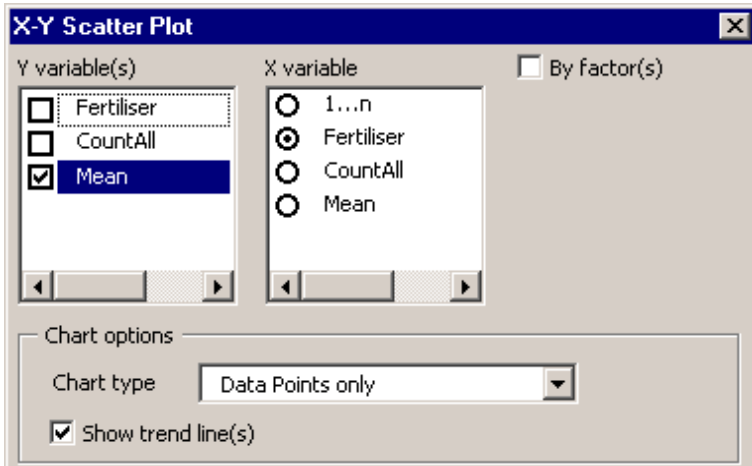 X-Y Scatter Plot
Y variable(s)
Fertiliser
CountAll
Mean
X variable
1...n
Fertiliser
CountAll
Mean
By factor(s)
Chart options
Chart type Data Points only
Show trend line(s)